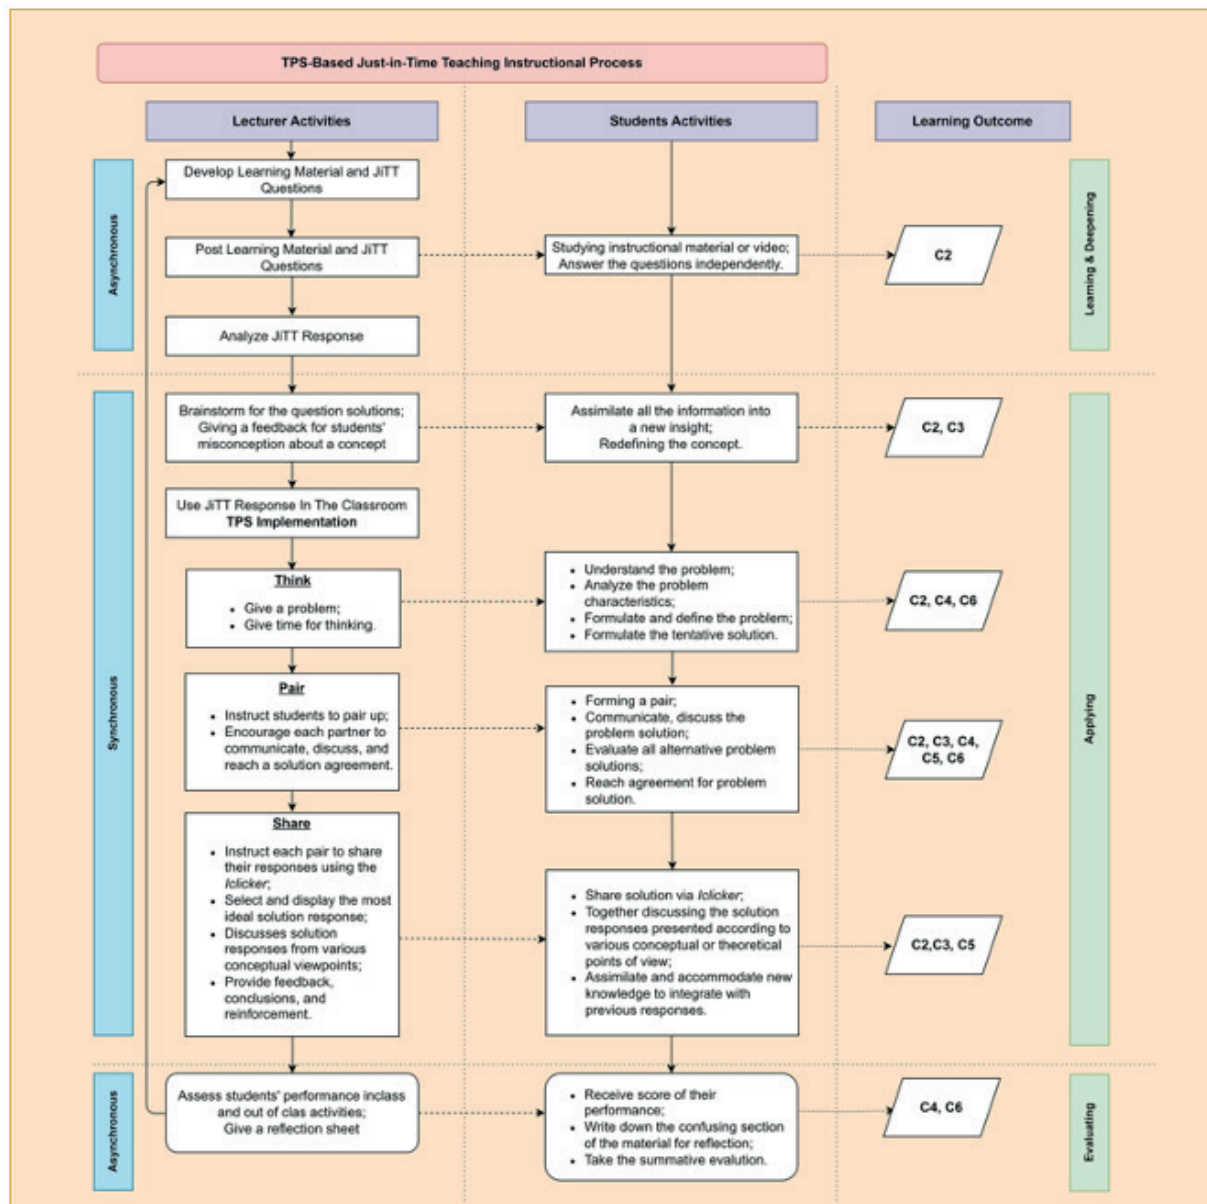 TPS-Based Just-in-Time Teaching Instructional Process
Lecturer Activities
Students Activities
Learning Outcome
Asynchronous
Develop Learning Material and JiTT
Questions
Post Learning Material and JiTT
Questions
Studying instructional material or video;
Answer the questiions independently.
C2
Learning & Deepening
Analyze JiTT Response
Synchronous
Brainstorm for the question solutions;
Giving a feedback for students'
misconception about a concept
Assimilate all the information into
a new insight;
Redefining the concept.
C2, C3
Applying
Use JiTT Response In The Classroom
TPS Implementation
Think
• Give a problem;
• Give time for thinking.
• Understand the problem;
• Analyze the problem
characteristics;
• Formulate and define the problem;
• Formulate the tentative solution.
C2, C4, C6
Pair
• Instruct students to pair up;
• Encourage each partner to
communicate, discuss, and
reach a solution agreement.
• Forming a pair;
• Communicate, discuss the
problem solution;
• Evaluate all alternative problem
solutions;
• Reach agreement for problem
solution.
C2, C3, C4,
C5, C6
Share
• Instruct each pair to share
their responses using the
Iclicker;
• Select and display the most
ideal solution response;
• Discusses solution
responses from various
conceptual viewpoints;
• Provide feedback,
conclusions, and
reinforcement.
• Share solution via Iclicker;
• Together discussing the solution
responses presented according to
various conceptual or theoretical
points of view;
• Assimilate and accommodate new
knowledge to integrate with
previous responses.
C2,C3, C5
Asynchronous
Assess students' performance inclass
and out of clas activities;
Give a reflection sheet
• Receive score of their
performance;
• Write down the confusing section
of the material for reflection;
• Take the summative evalution.
C4, C6
Evaluating